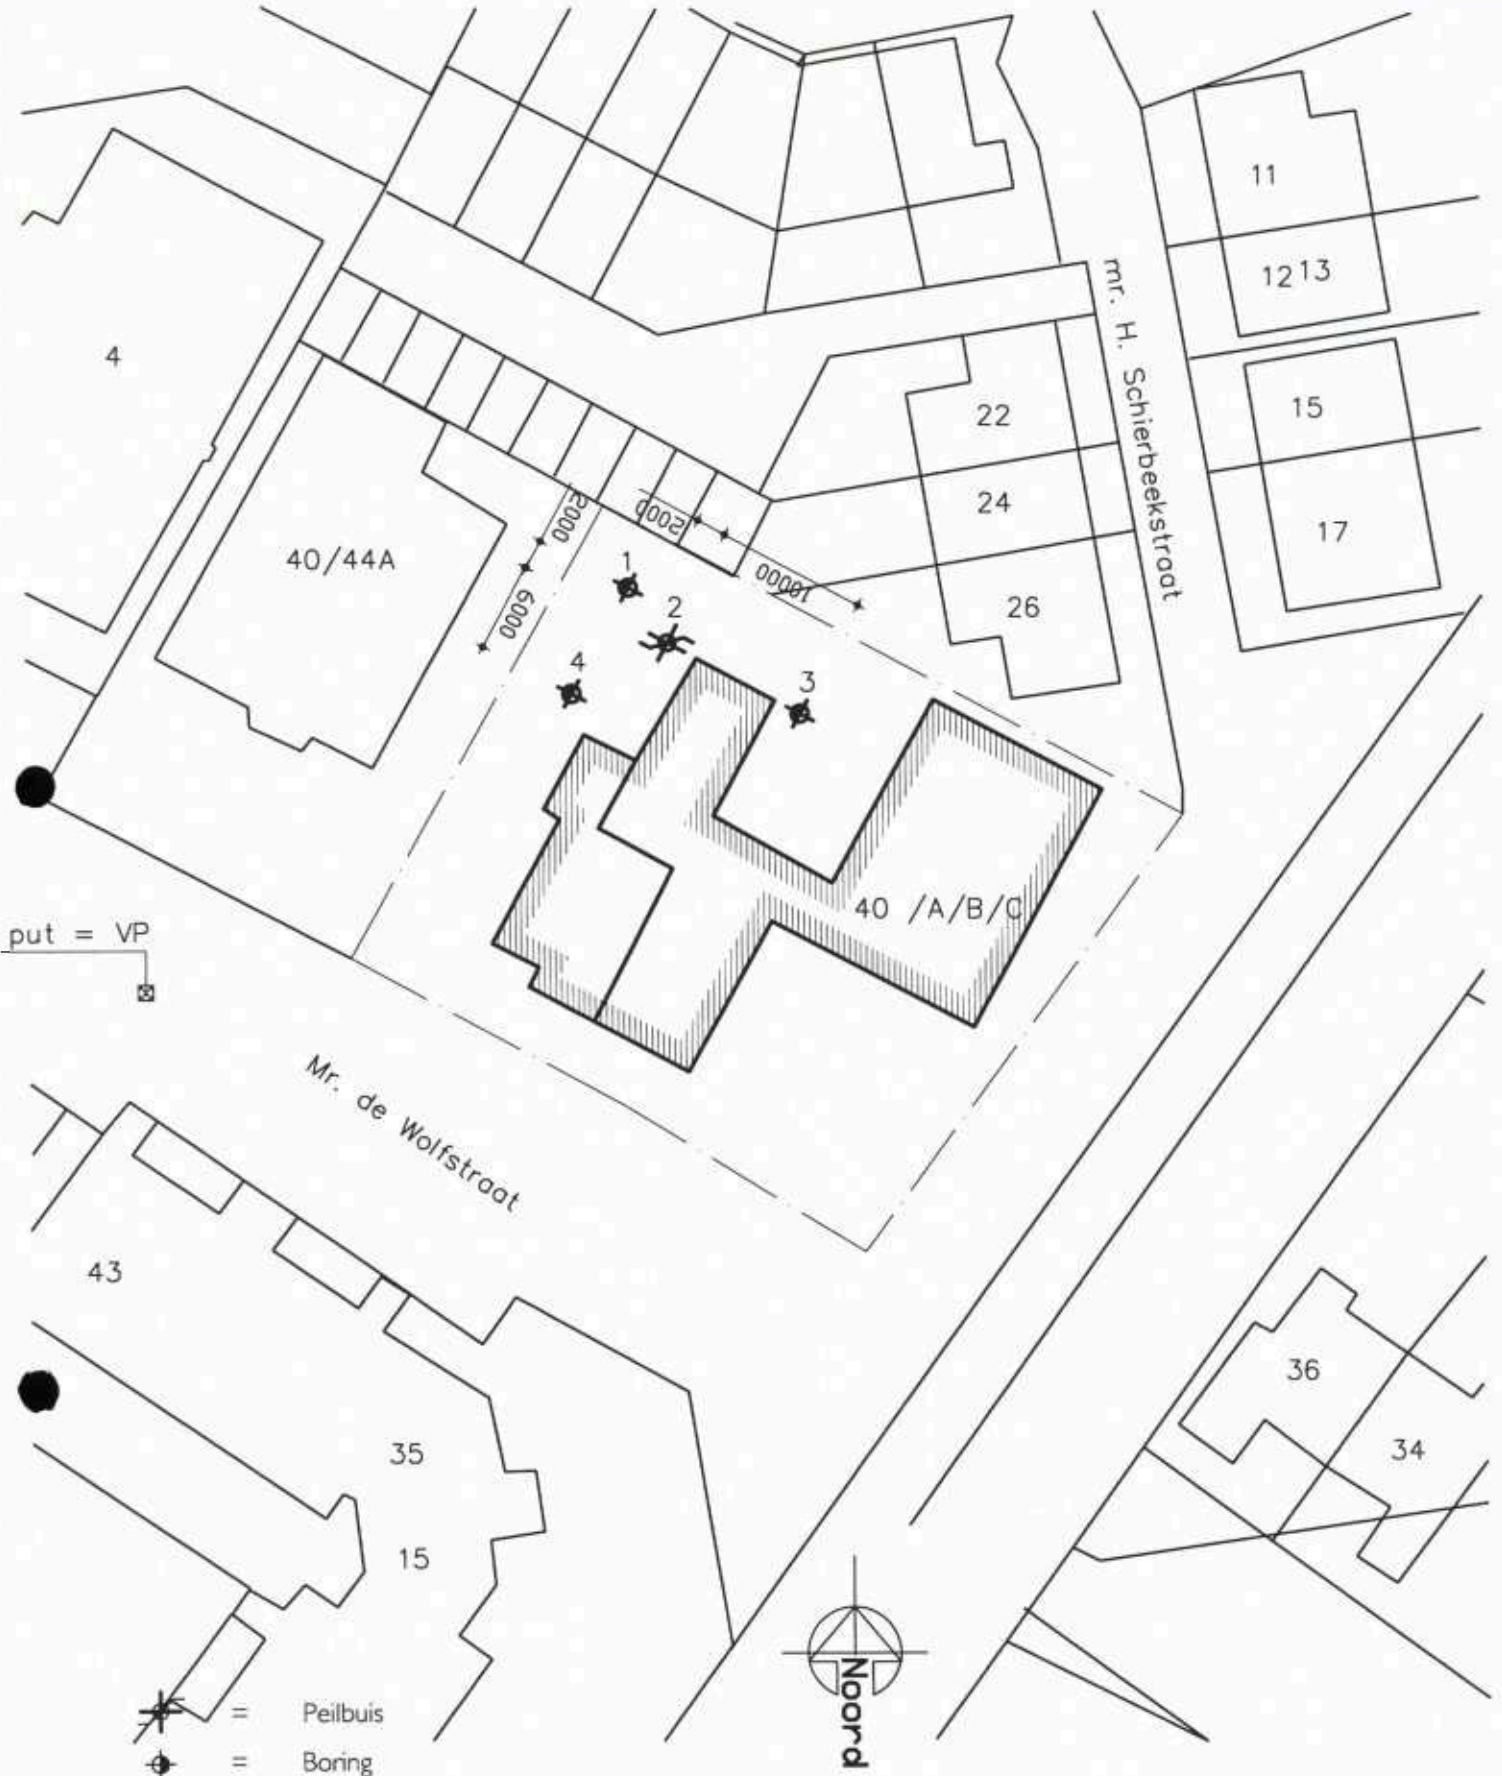 11
12 13
mr. H. Schierbeekstraat
4
22
15
24
17
2000
2000
40/44A
1
10000
6000
2
26
4
3
40 /A/B/C
put = VP
Mr. de Wolfstraat
43
36
35
34
15
Noord
= Peilbuis
= Boring